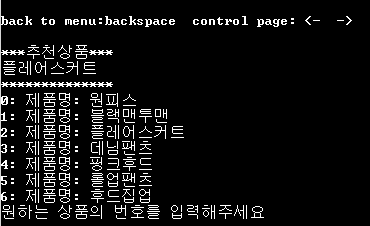 back to menu:backspace  control page: <-  ->
***추천상품***
플레어스커트
**************
0: 제품명: 원피스
1: 제품명: 블랙맨투맨
2: 제품명: 플레어스커트
3: 제품명: 데님팬츠
4: 제품명: 핑크후드
5: 제품명: 롤업팬츠
6: 제품명: 후드집업
원하는 상품의 번호를 입력해주세요